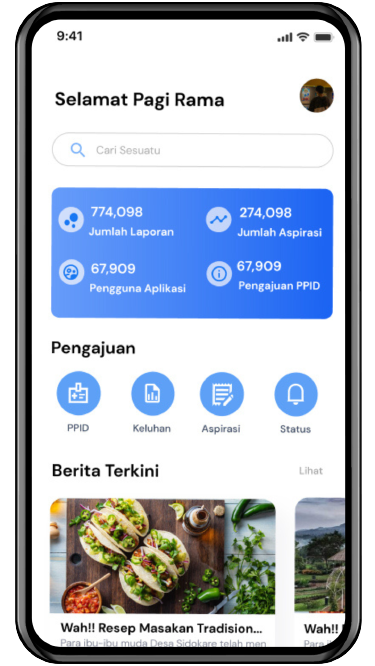 9:41
Selamat Pagi Rama
Cari Sesuatu
774,098
Jumlah Laporan
274,098
Jumlah Aspirasi
67,909
Pengguna Aplikasi
67,909
Pengajuan PPID
Pengajuan
PPID
Keluhan
Aspirasi
Status
Berita Terkini
Lihat
Wah!! Resep Masakan Tradision...
Para ibu-ibu muda Desa Sidokare telah men
Wah!!
Para